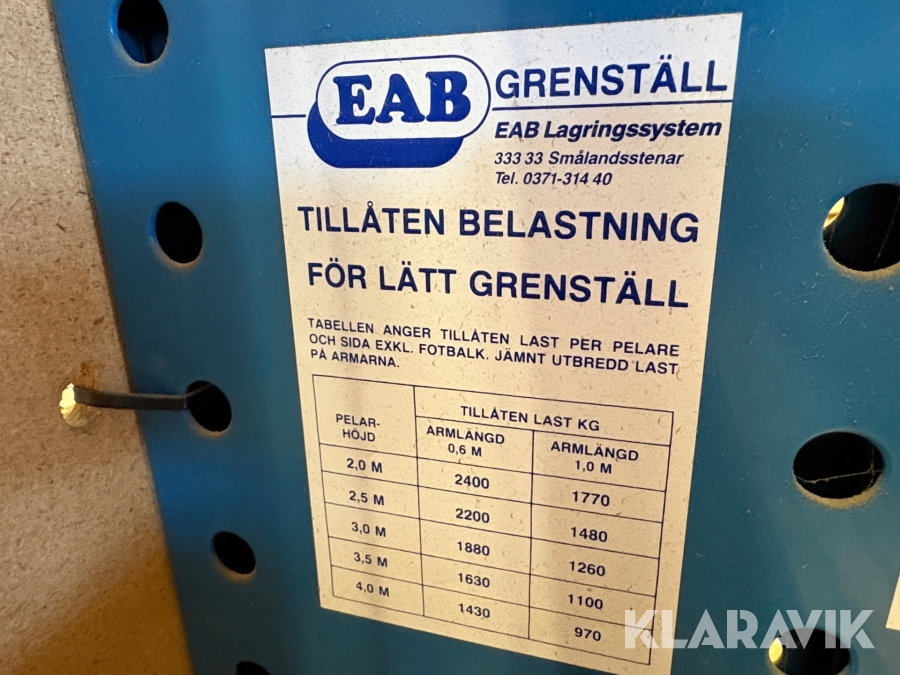 EAB GRENSTÄLL
EAB Lagringssystem
333 33 Smålandsstenar
Tel. 0371-314 40
TILLÅTEN BELASTNING
FÖR LÄTT GRENSTÄLL
TABELLEN ANGER TILLÅTEN LAST PER PELARE
OCH SIDA EXKL. FOTBALK. JÄMNT UTBREDD LAST
PÅ ARMARNA.
TILLÅTEN LAST KG
PELAR-
HÖJD
ARMLÄNGD
0,6 M
ARMLÄNGD
1,0 M
2,0 M 2400 1770
2,5 M 2200 1480
3,0 M 1880 1260
3,5 M 1630 1100
4,0 M 1430 970
KLARAVIK